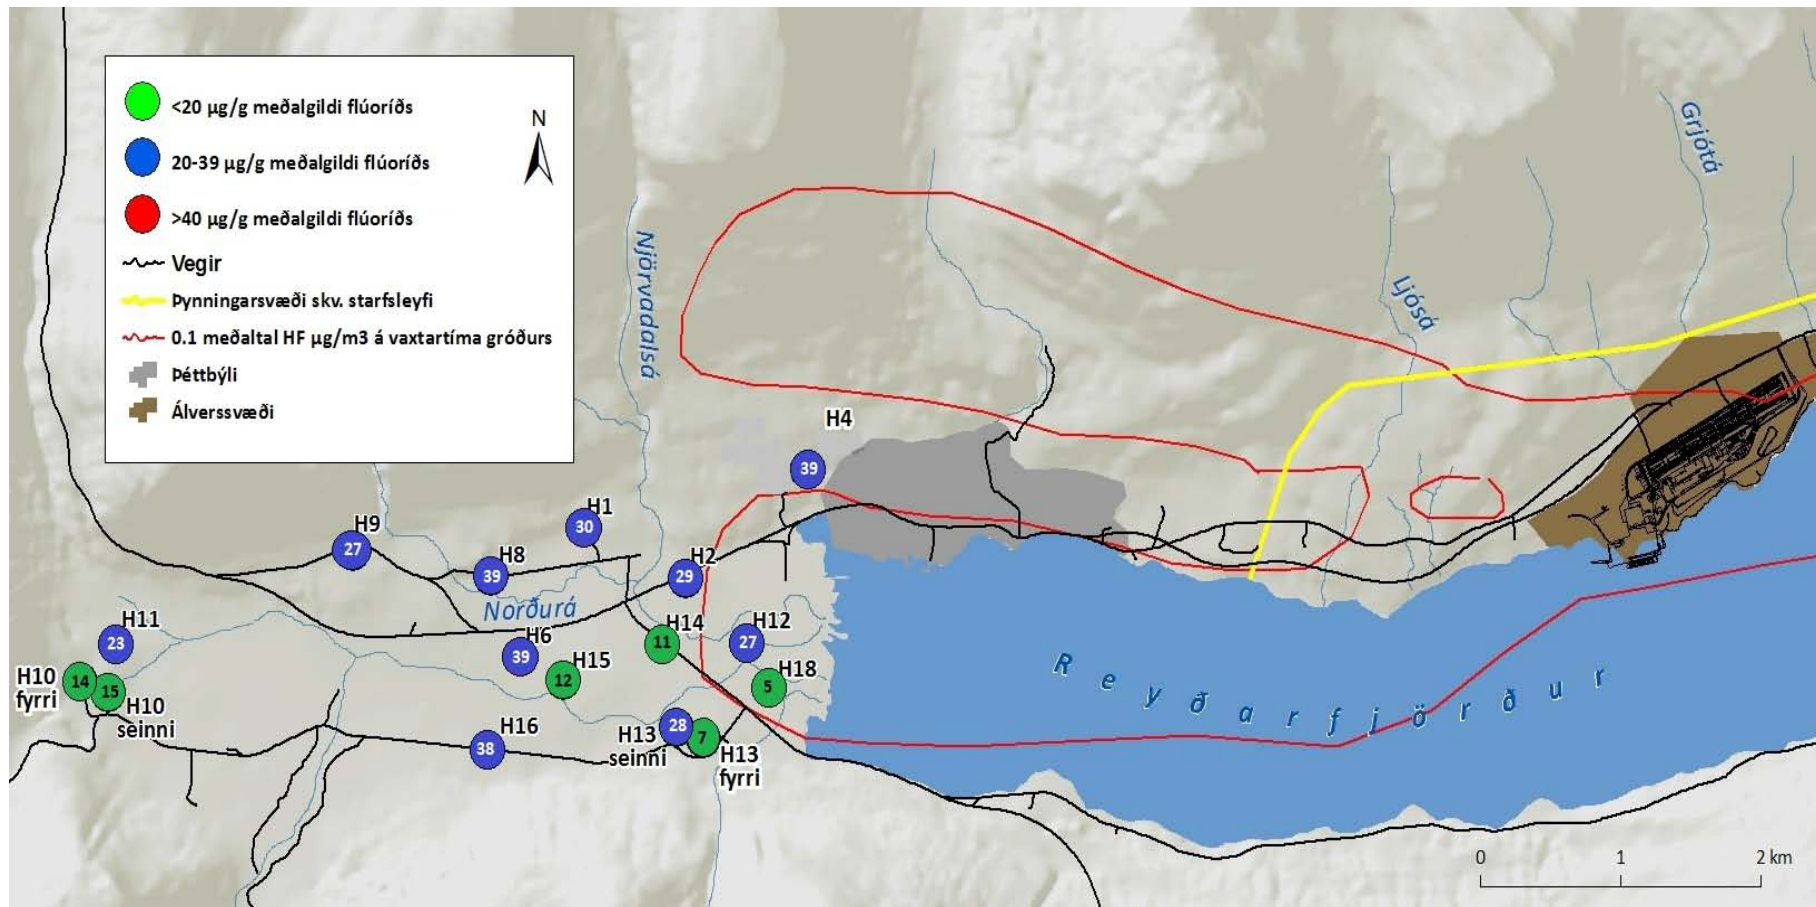 <20 µg/g meðalgildi flúoríðs
20-39 µg/g meðalgildi flúoríðs
>40 µg/g meðalgildi flúoríðs
Vegir
Þynningarsvæði skv. starfsleyfi
0.1 meðaltal HF µg/m3 á vaxtartíma gróðurs
Þéttbýli
Álverssvæði
N
Njörvadalsá
Grjótá
Ljósá
H4
39
H1
30
H9
27
H8
39
H2
29
Norðurá
H11
23
H6
39
H14
11
H12
27
H15
12
H18
5
H10
fyrri
14
15
H10
seinni
H16
38
H13
seinni
28
7
H13
fyrri
Reyðarfjörður
0 1 2 km